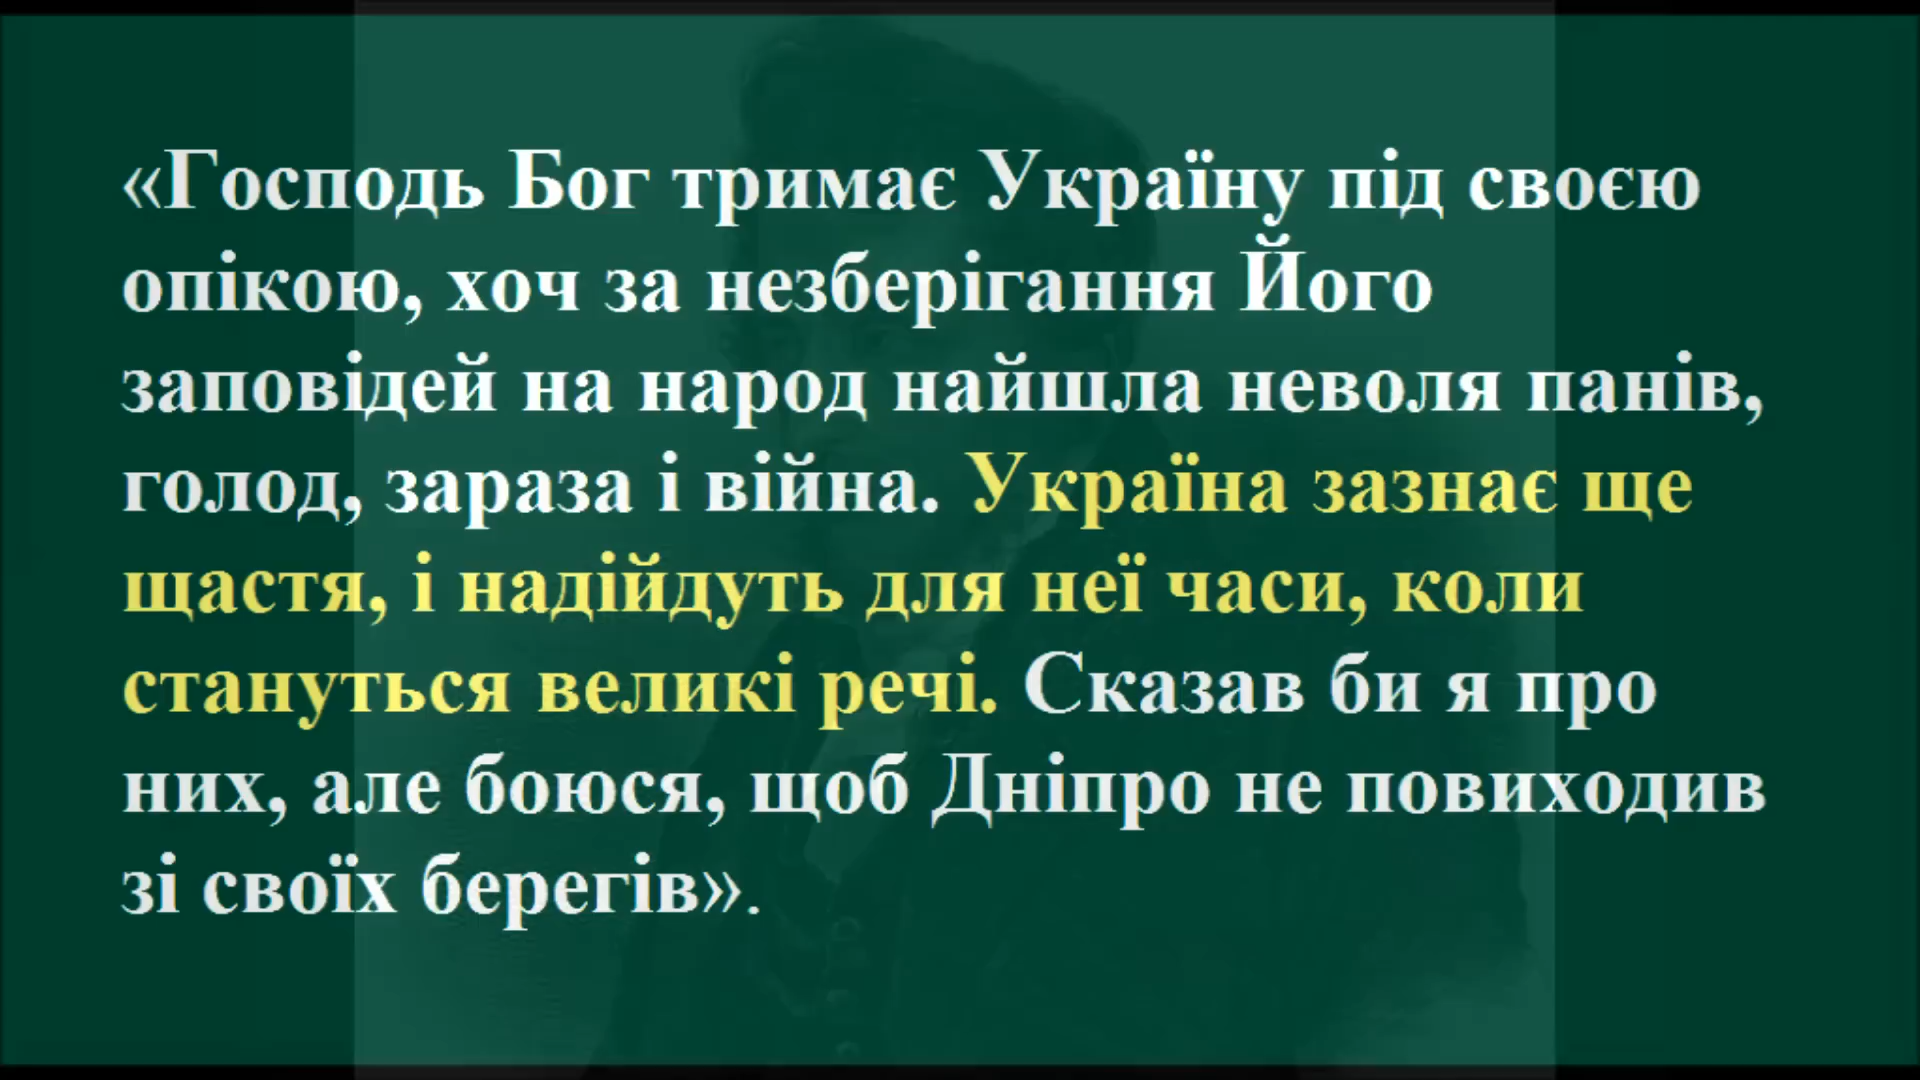 «Господь Бог тримає Україну під своєю
опікою, хоч за незберігання Його
заповідей на народ найшла неволя панів,
голод, зараза і війна. Україна зазнає ще
щастя, і надійдуть для неї часи, коли
стануться великі речі. Сказав би я про
них, але боюся, щоб Дніпро не повиходив
зі своїх берегів».